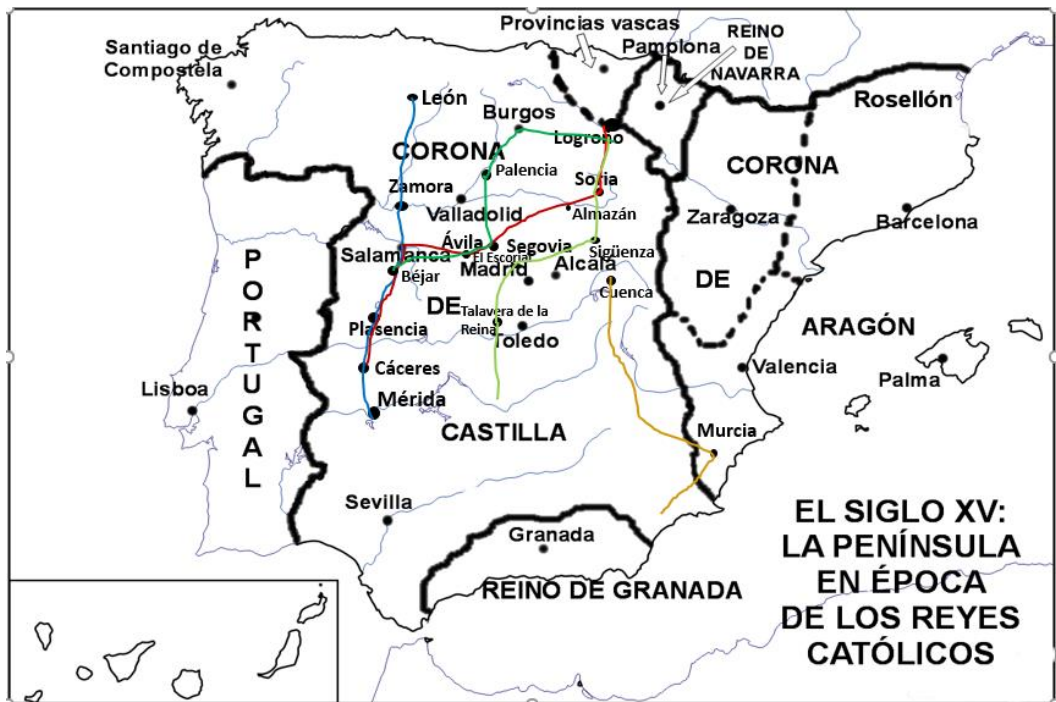 Provincias vascas
Pamplona
REINO
DE
NAVARRA
Santiago de
Compostela
León
Burgos
Logroño
Rosellón
CORONA
Palencia
CORONA
Zamora
Soria
Valladolid
Almazán
Zaragoza
Barcelona
Salamanca
Ávila
Segovia
El Escorial
Sigüenza
Madrid
Alcalá
Béjar
Cuenca
PORTUGAL
DE
DE
Talavera de la
Reina
Plasencia
Toledo
ARAGÓN
Cáceres
Valencia
Palma
Lisboa
Mérida
CASTILLA
Murcia
Sevilla
Granada
REINO DE GRANADA
EL SIGLO XV:
LA PENÍNSULA
EN ÉPOCA
DE LOS REYES
CATÓLICOS